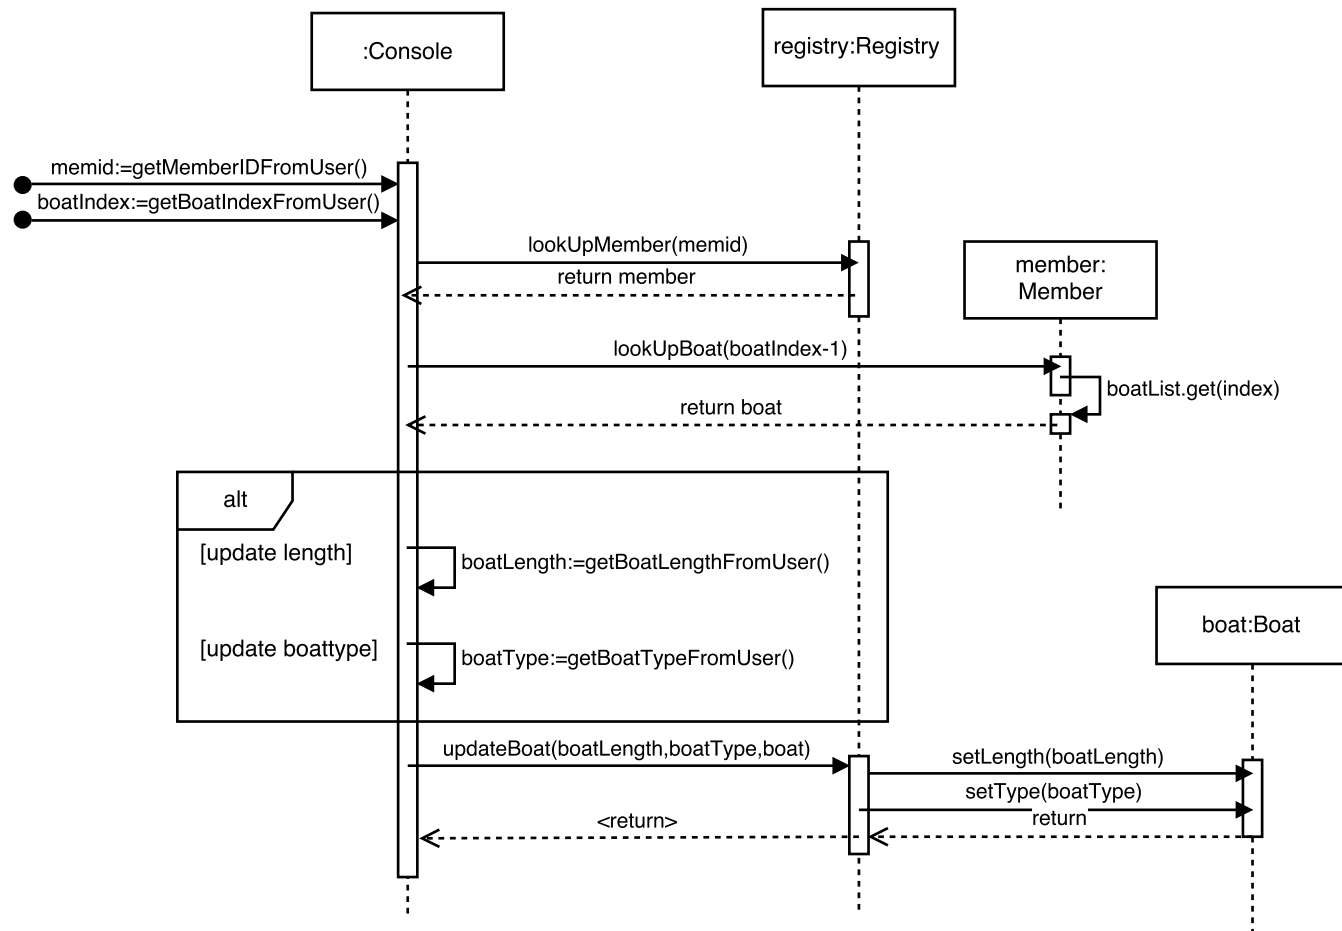 :Console
registry:Registry
memid:=getMemberIDFromUser()
boatIndex:=getBoatIndexFromUser()
lookUpMember(memid)
return member
member:
Member
lookUpBoat(boatIndex-1)
boatList.get(index)
return boat
alt
[update length]
boatLength:=getBoatLengthFromUser()
[update boattype]
boatType:=getBoatTypeFromUser()
boat:Boat
updateBoat(boatLength,boatType,boat)
setLength(boatLength)
setType(boatType)
return
<return>